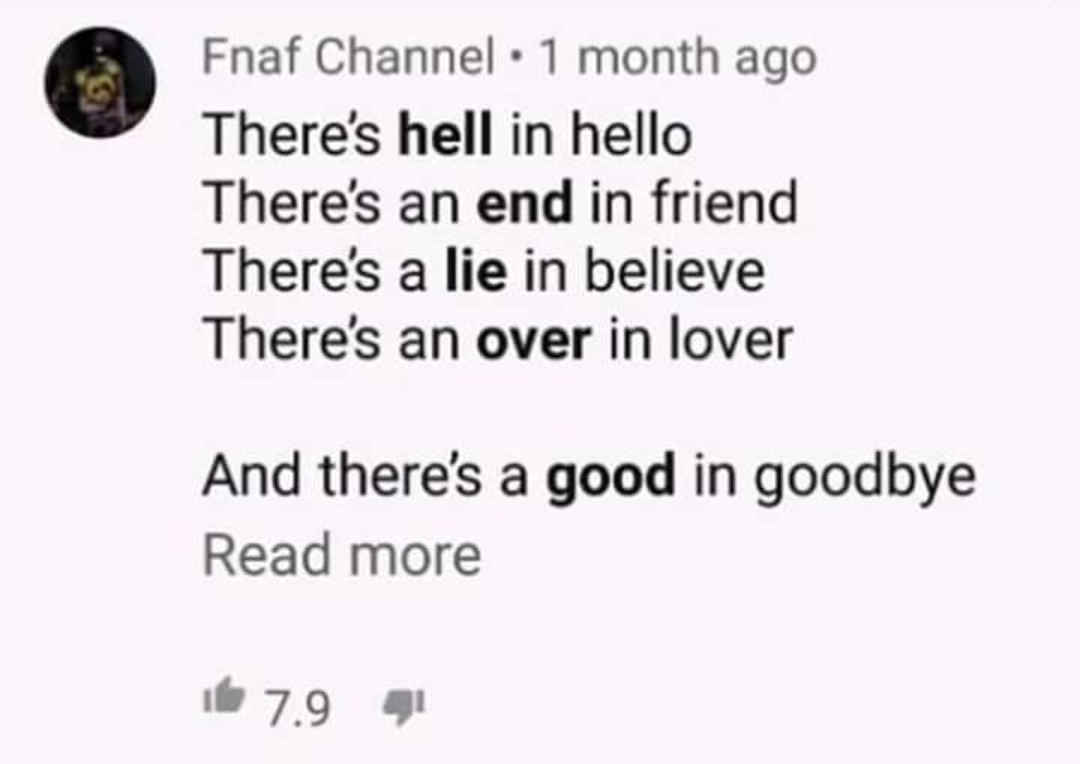 Fnaf Channel • 1 month ago
There's hell in hello
There's an end in friend
There's a lie in believe
There's an over in lover
And there's a good in goodbye
Read more
7.9